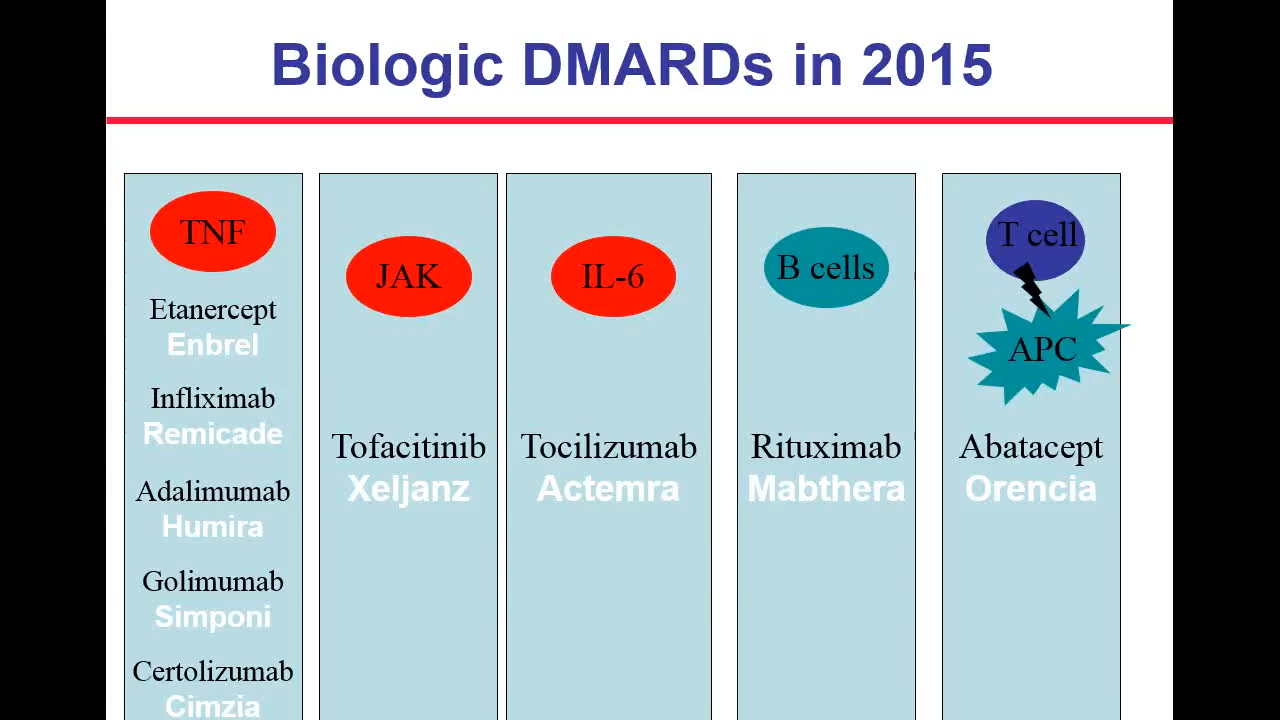 Biologic DMARDs in 2015
TNF
Etanercept
Enbrel
Infliximab
Remicade
Adalimumab
Humira
Golimumab
Simponi
Certolizumab
Cimzia
JAK
Tofacitinib
Xeljanz
IL-6
Tocilizumab
Actemra
B cells
Rituximab
Mabthera
T cell
APC
Abatacept
Orencia